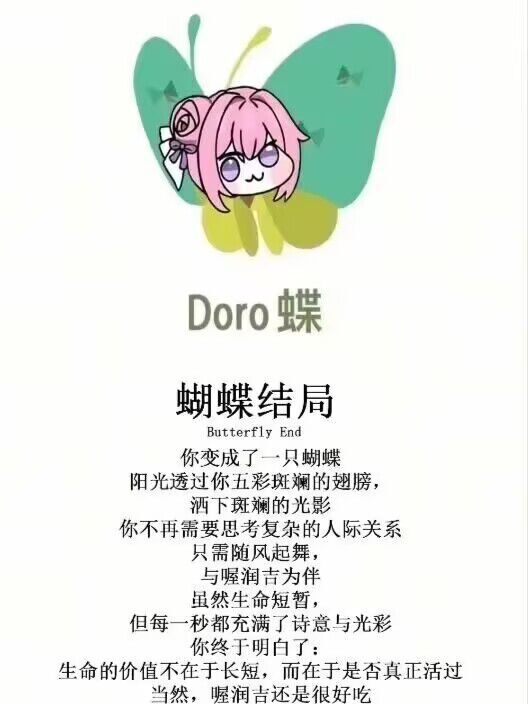 Doro 蝶
蝴蝶结局
Butterfly End
你变成了一只蝴蝶
阳光透过你五彩斑斓的翅膀，
洒下斑斓的光影
你不再需要思考复杂的人际关系
只需随风起舞，
与喔润吉为伴
虽然生命短暂，
但每一秒都充满了诗意与光彩
你终于明白了：
生命的价值不在于长短，而在于是否真正活过
当然，喔润吉还是很好吃